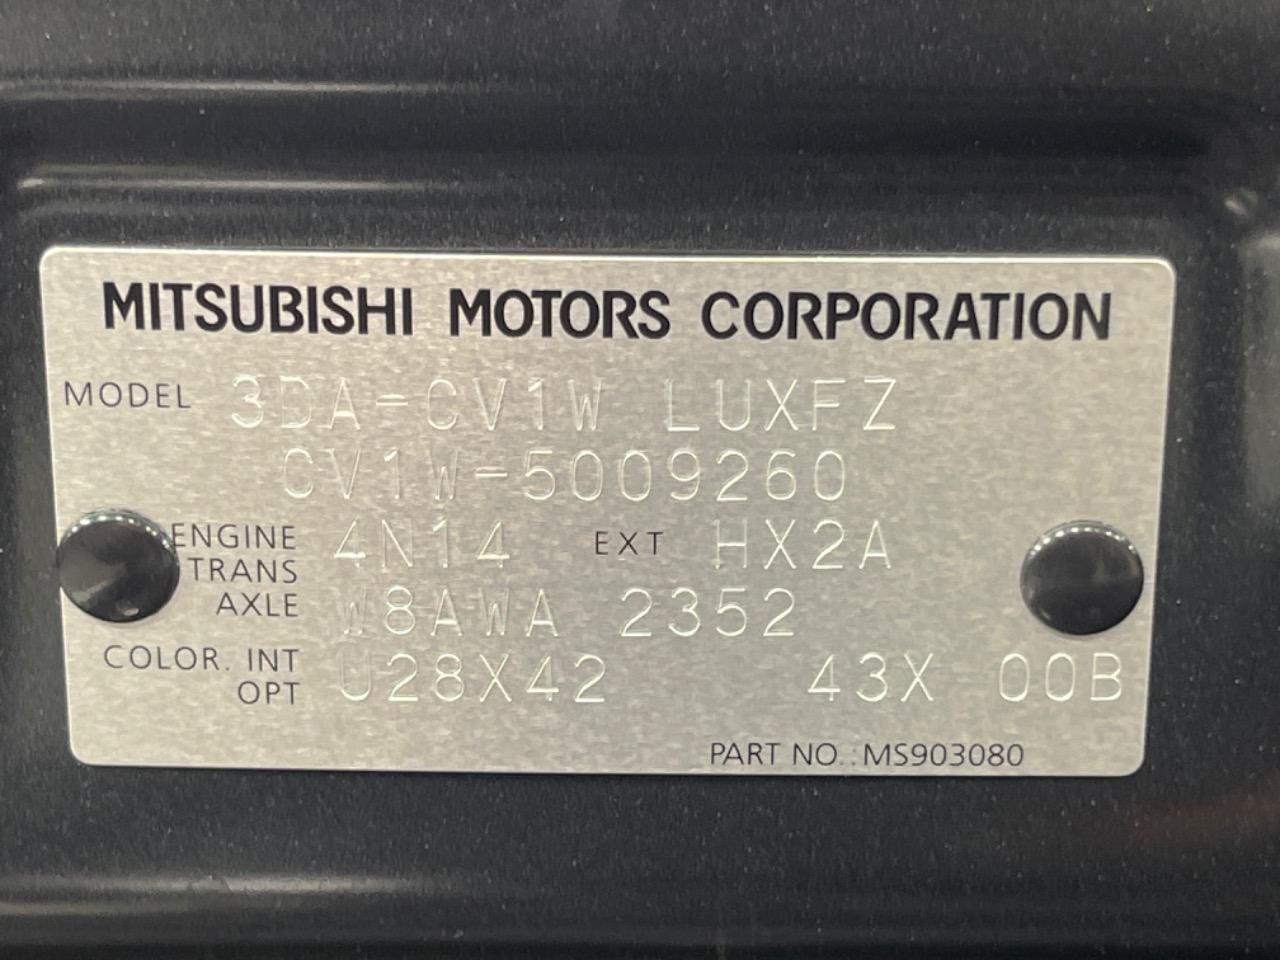 MITSUBISHI MOTORS CORPORATION
MODEL 3DA-CV1W LUXFZ
CV1W-5009260
ENGINE 4N14 EXT HX2A
TRANS
AXLE W8AWA 2352
COLOR. INT U28X42 43X 00B
OPT
PART NO.: MS903080